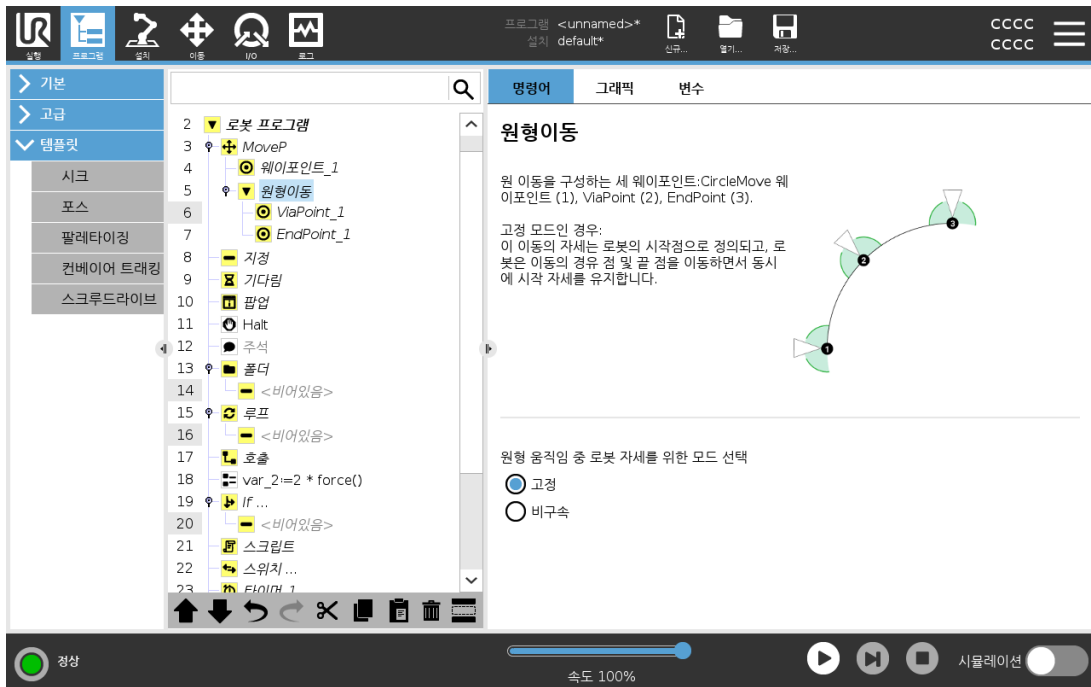 UR
실행
프로그램
설치
이동
I/O
로그
프로그램 <unnamed>*
설치 default*
신규...
열기...
저장...
CCCC
CCCC
기본
고급
템플릿
시크
포스
팔레타이징
컨베이어 트래킹
스크루드라이브
2 로봇 프로그램
3 MoveP
4 웨이포인트_1
5 원형이동
6 ViaPoint_1
7 EndPoint_1
8 지정
9 기다림
10 팝업
11 Halt
12 주석
13 폴더
14 <비어있음>
15 루프
16 <비어있음>
17 호출
18 var_2:=2 * force()
19 If ...
20 <비어있음>
21 스크립트
22 스위치 ...
23 타이머_1
명령어
그래픽
변수
원형이동
원 이동을 구성하는 세 웨이포인트:CircleMove 웨
이포인트 (1), ViaPoint (2), EndPoint (3).
고정 모드인 경우:
이 이동의 자세는 로봇의 시작점으로 정의되고, 로
봇은 이동의 경유 점 및 끝 점을 이동하면서 동시
에 시작 자세를 유지합니다.
3
2
1
원형 움직임 중 로봇 자세를 위한 모드 선택
고정
비구속
정상
속도 100%
시뮬레이션